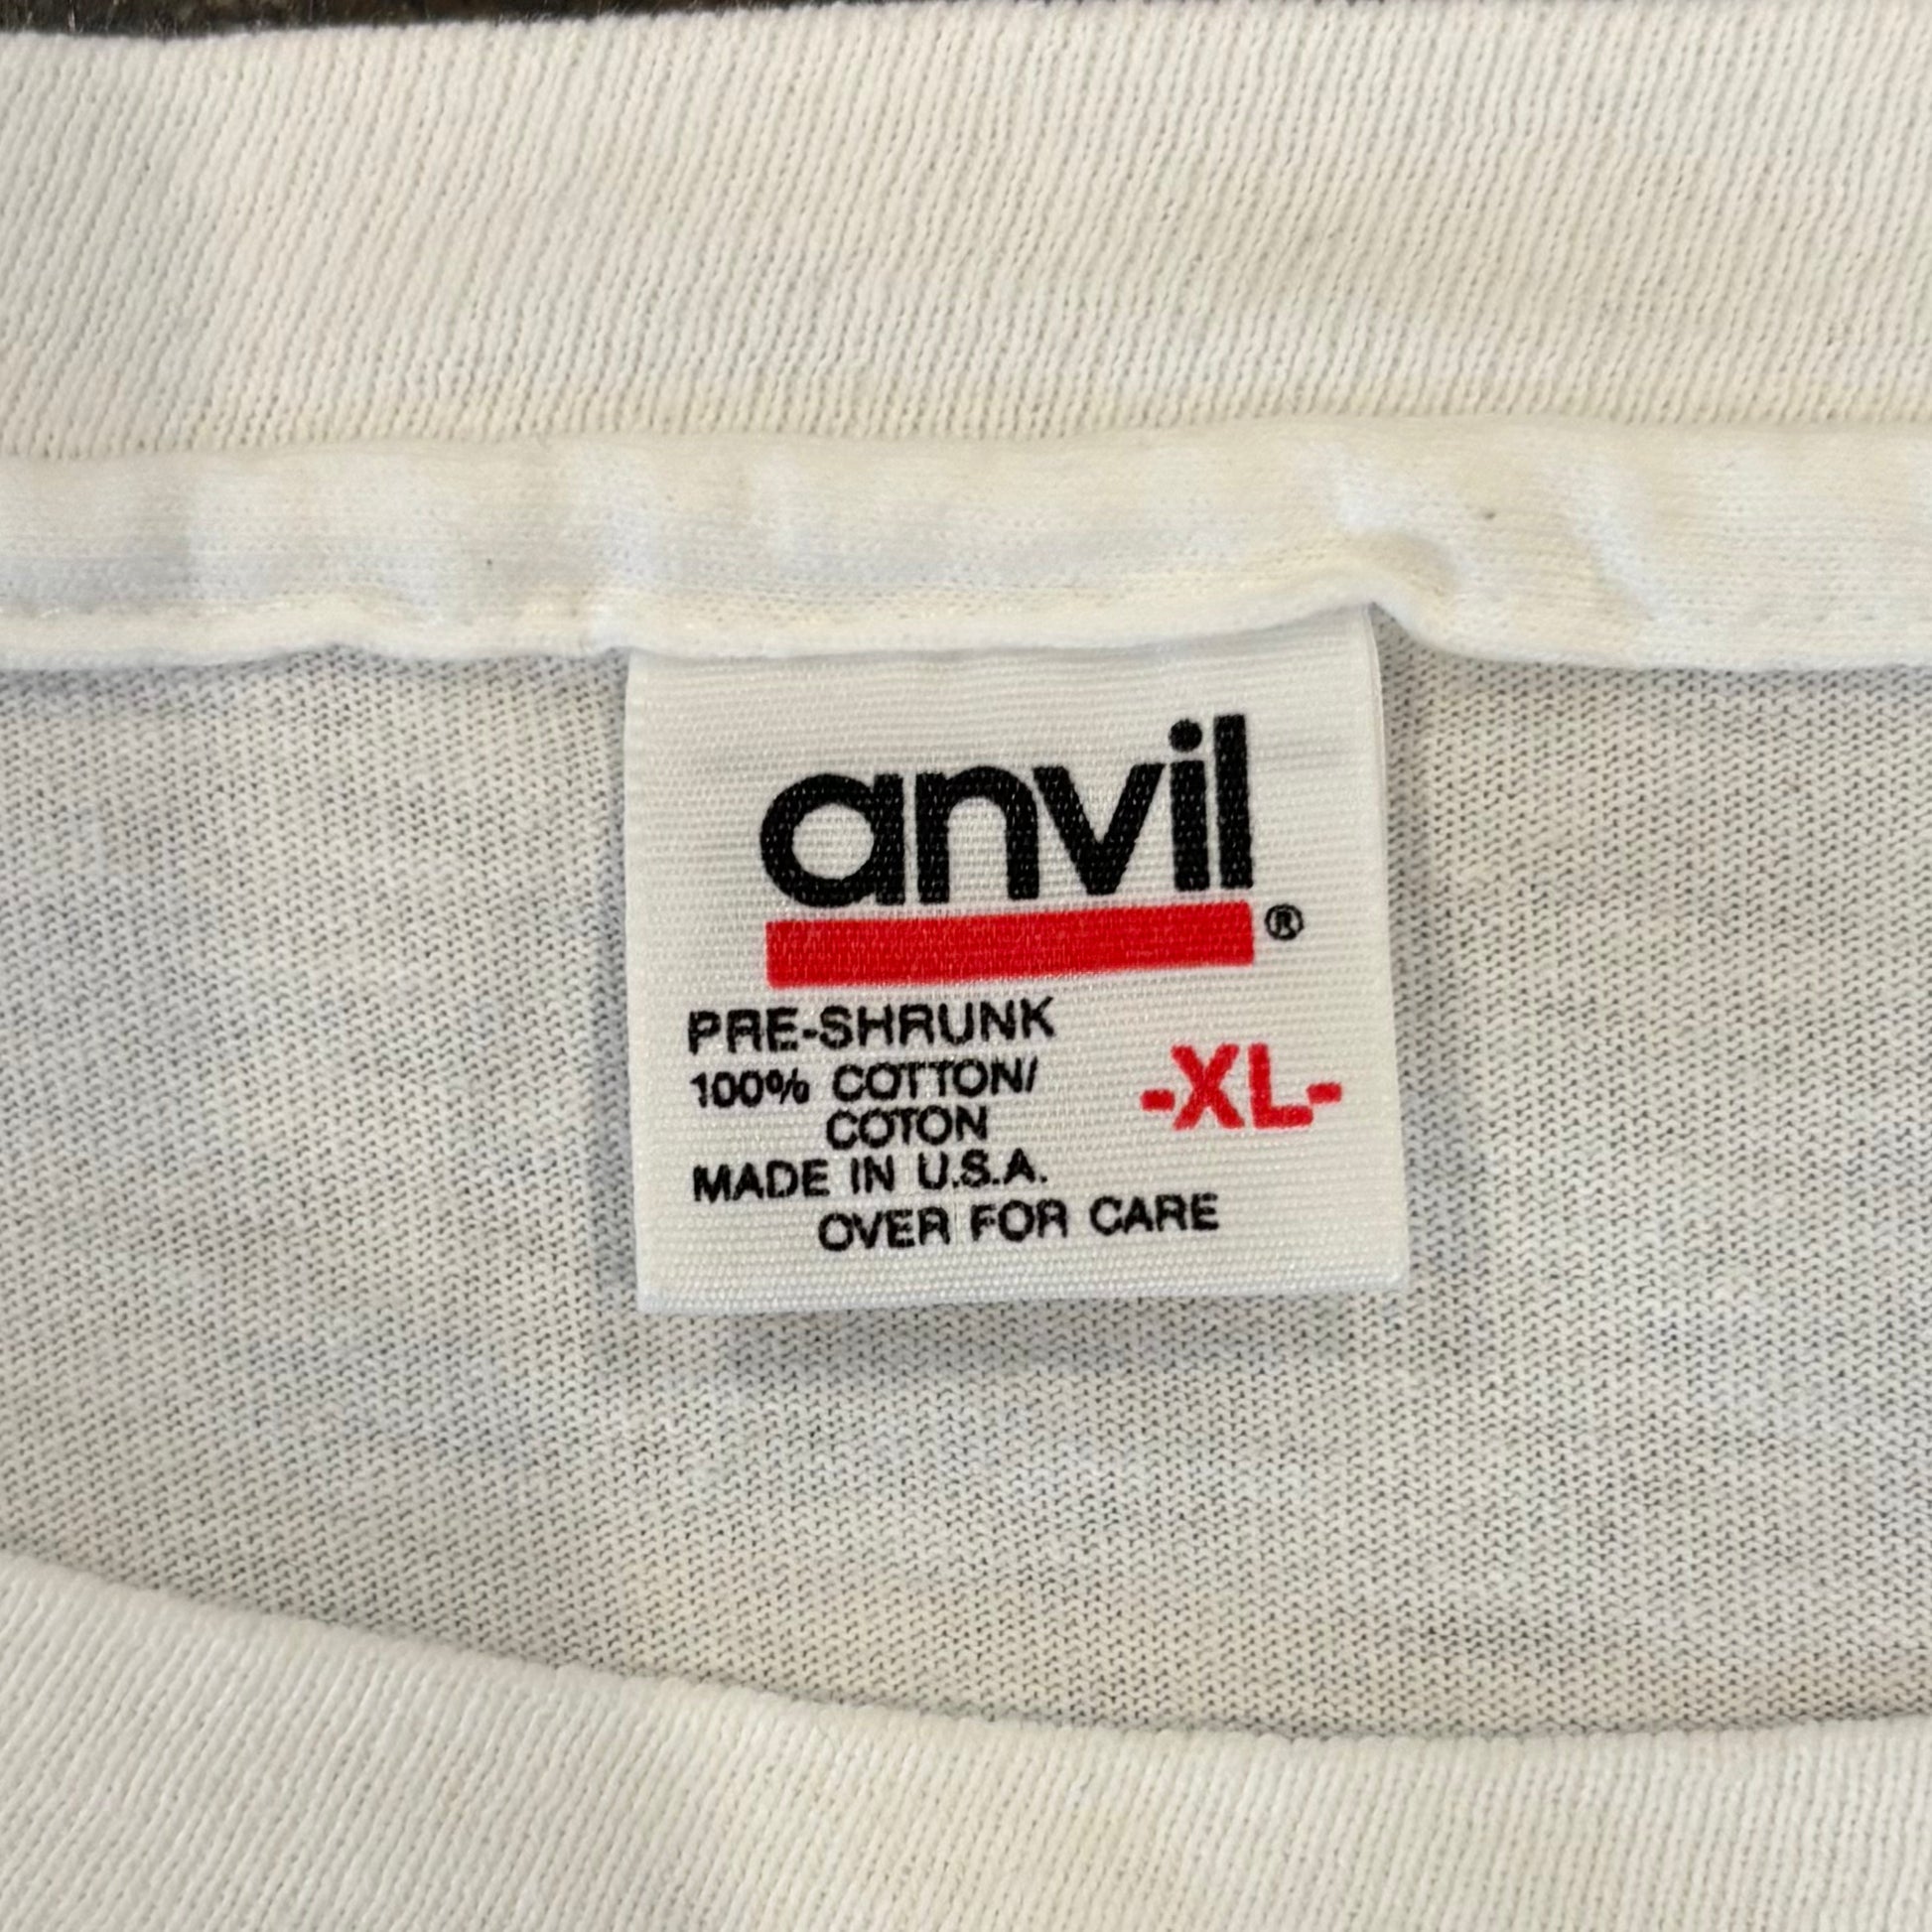 anvil®
PRE-SHRUNK
100% COTTON/
COTON
-XL-
MADE IN U.S.A.
OVER FOR CARE